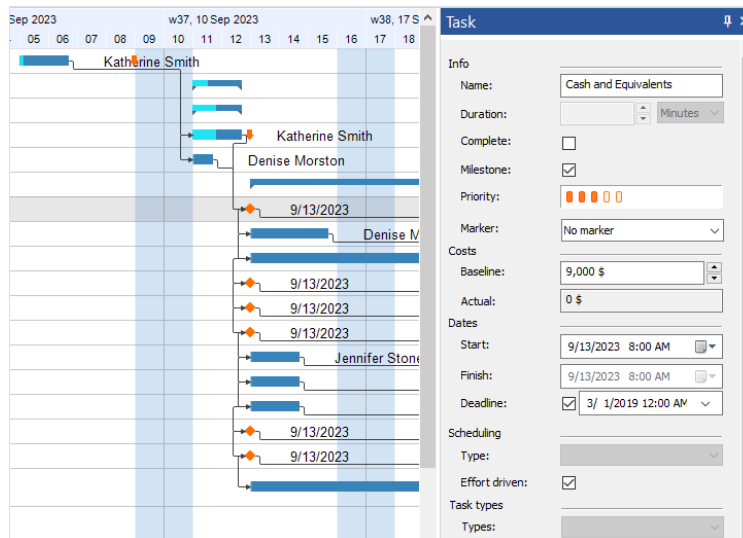 Sep 2023 w37, 10 Sep 2023 w38, 17 S
05 06 07 08 09 10 11 12 13 14 15 16 17 18
Katherine Smith
Katherine Smith
Denise Morston
9/13/2023
Denise M
9/13/2023
9/13/2023
9/13/2023
Jennifer Stone
9/13/2023
9/13/2023
Task
Info
Name: Cash and Equivalents
Duration: Minutes
Complete:
Milestone:
Priority:
Marker: No marker
Costs
Baseline: 9,000 $
Actual: 0 $
Dates
Start: 9/13/2023 8:00 AM
Finish: 9/13/2023 8:00 AM
Deadline: 3/ 1/2019 12:00 AM
Scheduling
Type:
Effort driven:
Task types
Types: